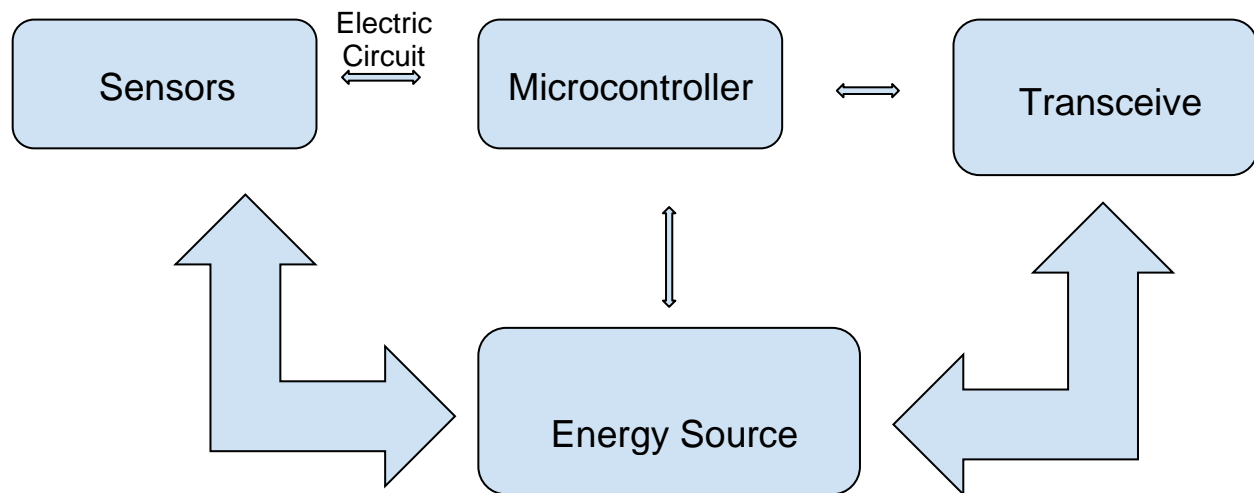 Electric
Circuit
Sensors
Microcontroller
Transceive
Energy Source